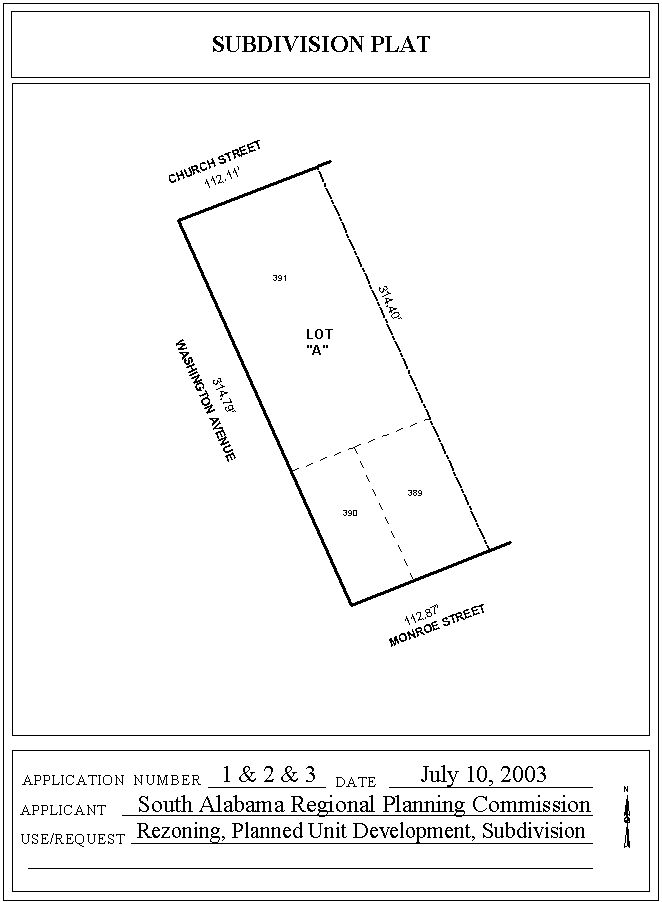 SUBDIVISION PLAT
CHURCH STREET
112.11'
391
314.40'
LOT
"A"
WASHINGTON AVENUE
314.79'
390
389
112.87'
MONROE STREET
APPLICATION NUMBER 1 & 2 & 3 DATE July 10, 2003
APPLICANT South Alabama Regional Planning Commission
USE/REQUEST Rezoning, Planned Unit Development, Subdivision
N